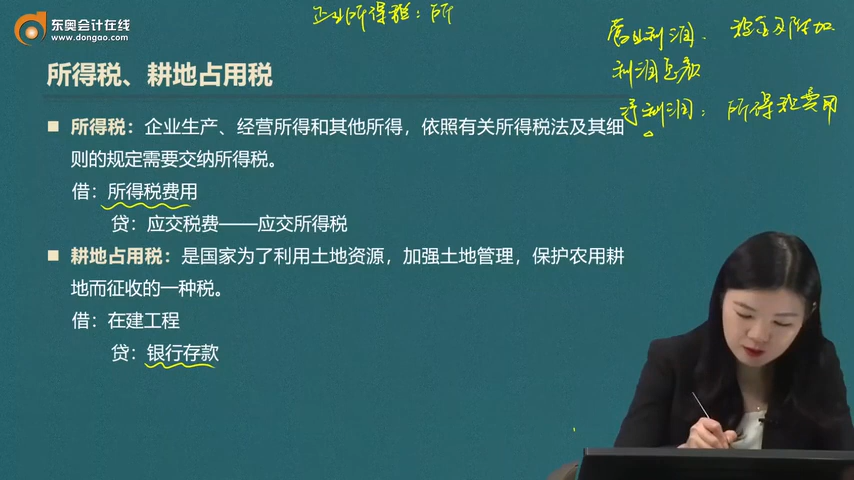 东奥会计在线
www.dongao.com
企业所得税：所
营业利润、税金及附加
利润总额
净利润：所得税费用
所得税、耕地占用税
所得税：企业生产、经营所得和其他所得，依照有关所得税法及其细
则的规定需要交纳所得税。
借：所得税费用
贷：应交税费——应交所得税
耕地占用税：是国家为了利用土地资源，加强土地管理，保护农用耕
地而征收的一种税。
借：在建工程
贷：银行存款